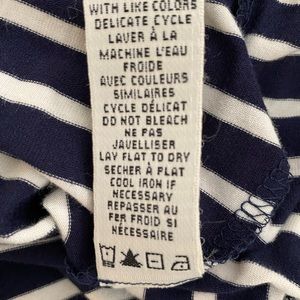 WITH LIKE COLORS
DELICATE CYCLE
LAVER À LA
MACHINE L'EAU
FROIDE
AVEC COULEURS
SIMILAIRES
CYCLE DÉLICAT
DO NOT BLEACH
NE PAS
JAVELLISER
LAY FLAT TO DRY
SECHER À PLAT
COOL IRON IF
NECESSARY
REPASSER AU
FER FROID SI
NÉCESSAIRE